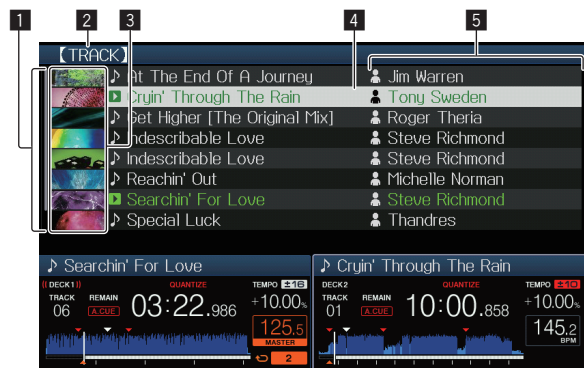 1 2 3 4 5
【TRACK】
♪ At The End Of A Journey Jim Warren
Cryin' Through The Rain Tony Sweden
♪ Get Higher [The Original Mix] Roger Theria
♪ Indescribable Love Steve Richmond
♪ Indescribable Love Steve Richmond
♪ Reachin' Out Michelle Norman
Searchin' For Love Steve Richmond
♪ Special Luck Thandres
♪ Searchin' For Love
((DECK1)) QUANTIZE TEMPO ±16
TRACK 06 REMAIN A.CUE 03:22.986 +10.00%
125.5
MASTER
2
♪ Cryin' Through The Rain
DECK2 QUANTIZE TEMPO ±10
TRACK 01 REMAIN A.CUE 10:00.858 +10.00%
145.2
BPM